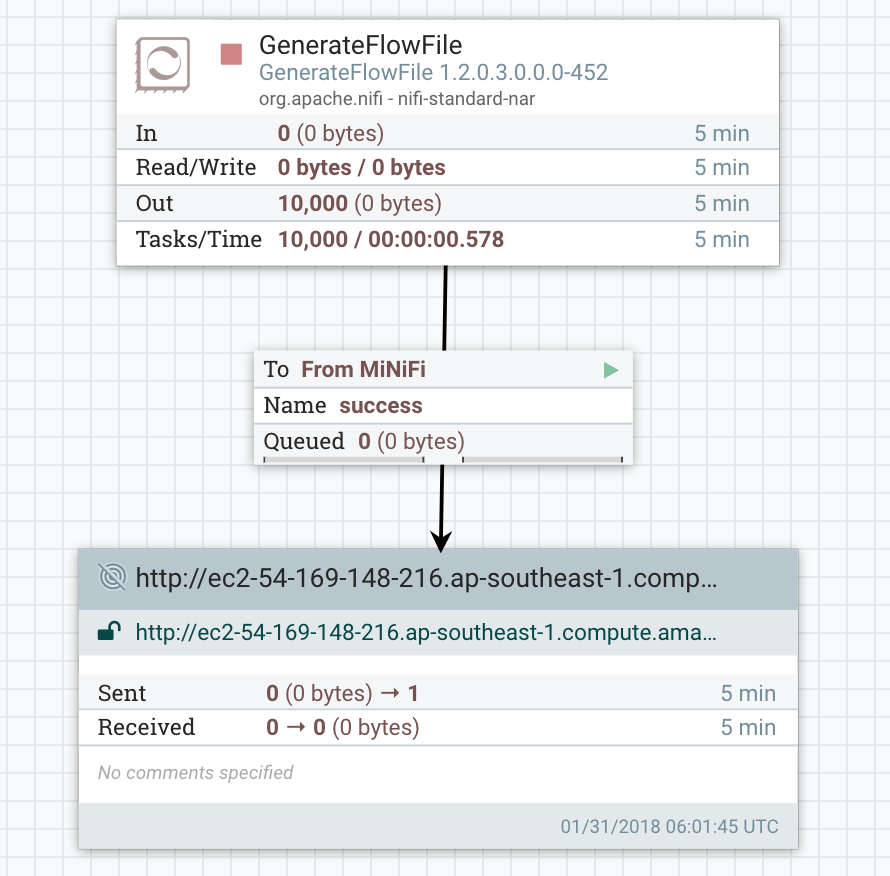 GenerateFlowFile
GenerateFlowFile 1.2.0.3.0.0.0-452
org.apache.nifi - nifi-standard-nar
In 0 (0 bytes) 5 min
Read/Write 0 bytes / 0 bytes 5 min
Out 10,000 (0 bytes) 5 min
Tasks/Time 10,000 / 00:00:00.578 5 min
To From MiNiFi
Name success
Queued 0 (0 bytes)
http://ec2-54-169-148-216.ap-southeast-1.comp...
http://ec2-54-169-148-216.ap-southeast-1.compute.ama...
Sent 0 (0 bytes) → 1 5 min
Received 0 → 0 (0 bytes) 5 min
No comments specified
01/31/2018 06:01:45 UTC